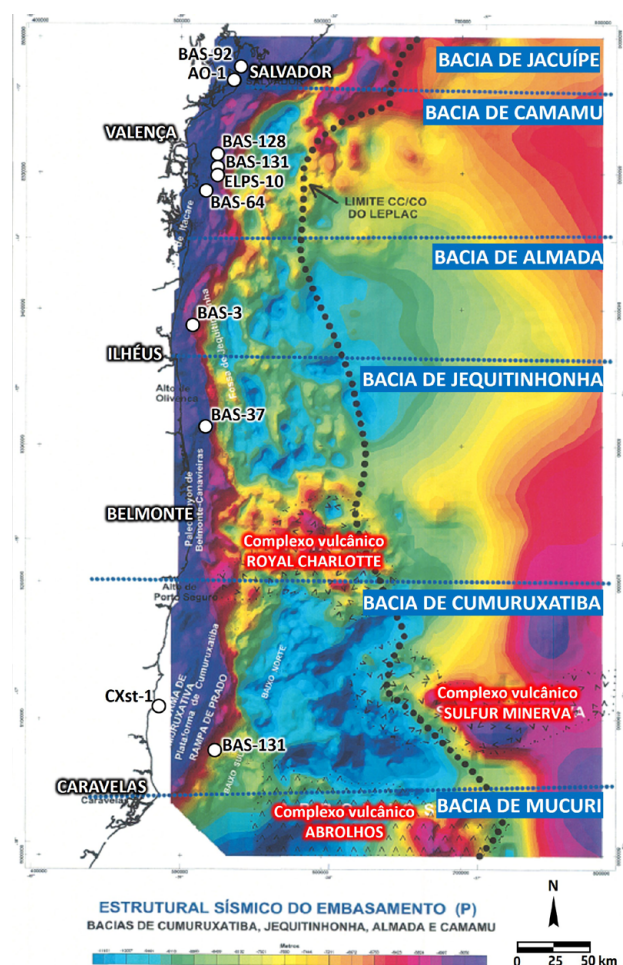 BACIA DE JACUÍPE
BAS-92
AO-1
SALVADOR
BACIA DE CAMAMU
VALENÇA
BAS-128
BAS-131
ELPS-10
BAS-64
LIMITE CC/CO
DO LEPLAC
de Itacaré
BACIA DE ALMADA
BAS-3
ILHÉUS
BACIA DE JEQUITINHONHA
Alto de
Olivença
BAS-37
Paleocanyon de
Belmonte-Canavieiras
BELMONTE
Complexo vulcânico
ROYAL CHARLOTTE
Alto de
Porto Seguro
BACIA DE CUMURUXATIBA
BAIXO NORTE
Plataforma de Cumuruxatiba
RAMPA DE PRADO
CXst-1
Complexo vulcânico
SULFUR MINERVA
BAS-131
CARAVELAS
Caravelas
BACIA DE MUCURI
Complexo vulcânico
ABROLHOS
ESTRUTURAL SÍSMICO DO EMBASAMENTO (P)
BACIAS DE CUMURUXATIBA, JEQUITINHONHA, ALMADA E CAMAMU
Metros
N
0 25 50 km